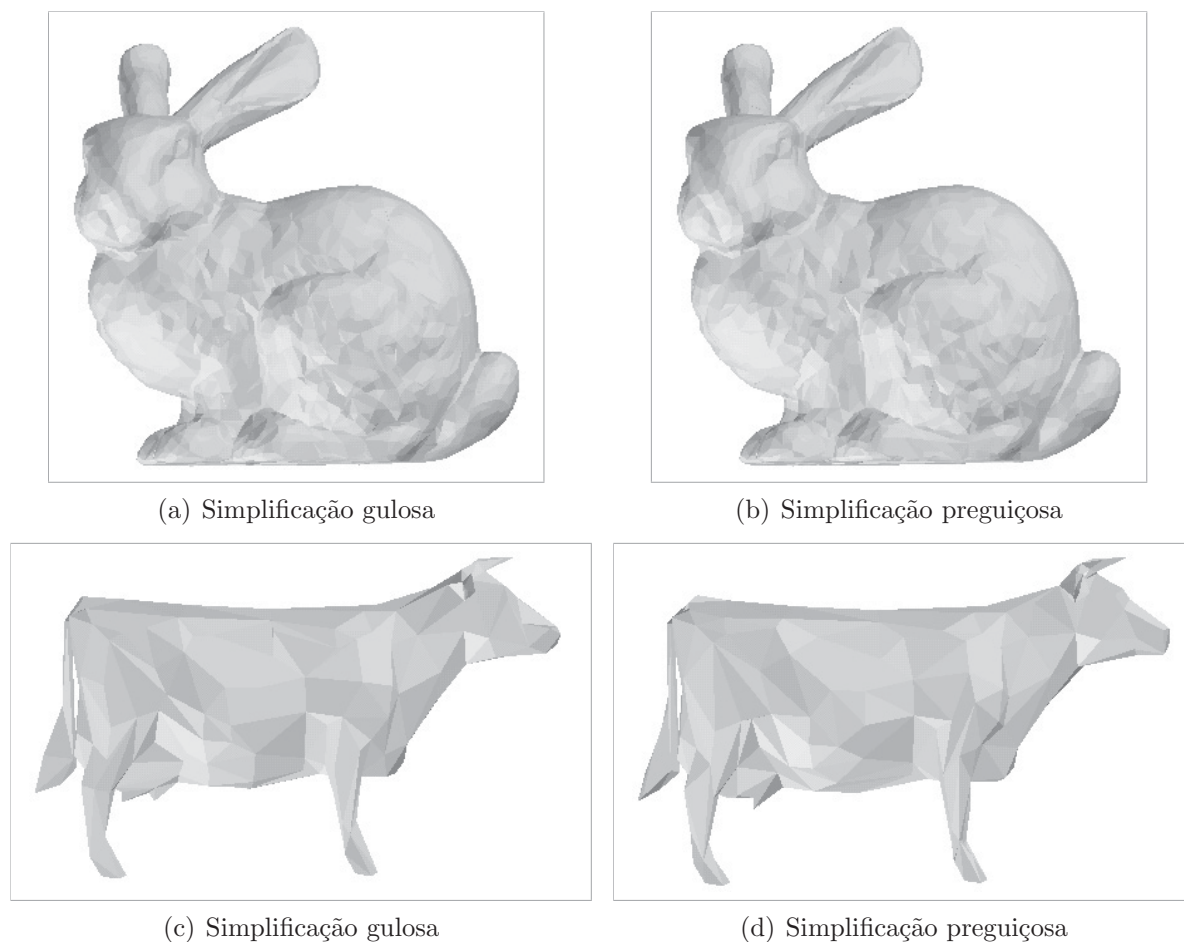 (a) Simplificação gulosa
(b) Simplificação preguiçosa
(c) Simplificação gulosa
(d) Simplificação preguiçosa